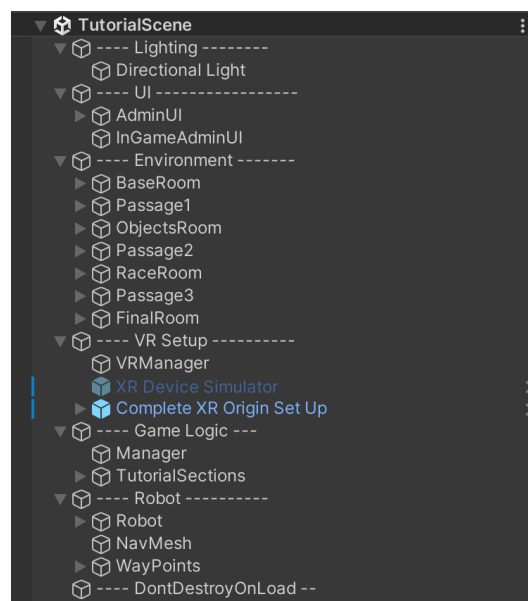 TutorialScene
---- Lighting --------
Directional Light
---- UI -----------------
AdminUI
InGameAdminUI
---- Environment -------
BaseRoom
Passage1
ObjectsRoom
Passage2
RaceRoom
Passage3
FinalRoom
---- VR Setup ----------
VRManager
XR Device Simulator
Complete XR Origin Set Up
---- Game Logic ---
Manager
TutorialSections
---- Robot ----------
Robot
NavMesh
WayPoints
---- DontDestroyOnLoad --